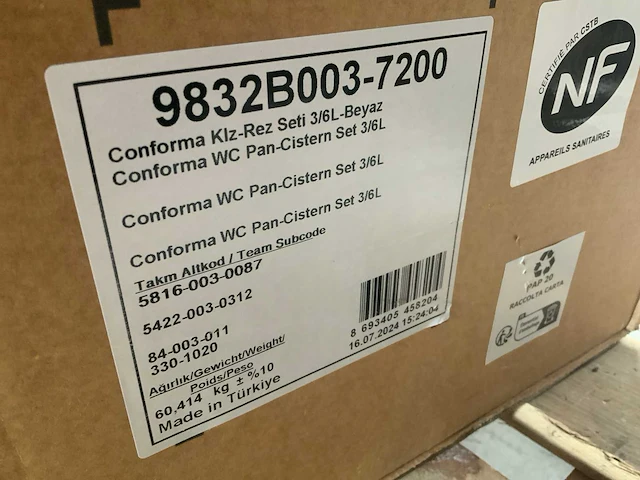 9832B003-7200
Conforma Klz-Rez Seti 3/6L-Beyaz
Conforma WC Pan-Cistern Set 3/6L
Conforma WC Pan-Cistern Set 3/6L
Conforma WC Pan-Cistern Set 3/6L
Takm Altkod / Team Subcode
5816-003-0087
5422-003-0312
84-003-011
330-1020
Ağırlık/Gewicht/Weight/
Poids/Peso
60,414 kg ± %10
Made in Türkiye
8 693405 458204
16.07.2024 15:24:04
CERTIFIÉ PAR CSTB
NF
APPAREILS SANITAIRES
PAP 20
RACCOLTA CARTA